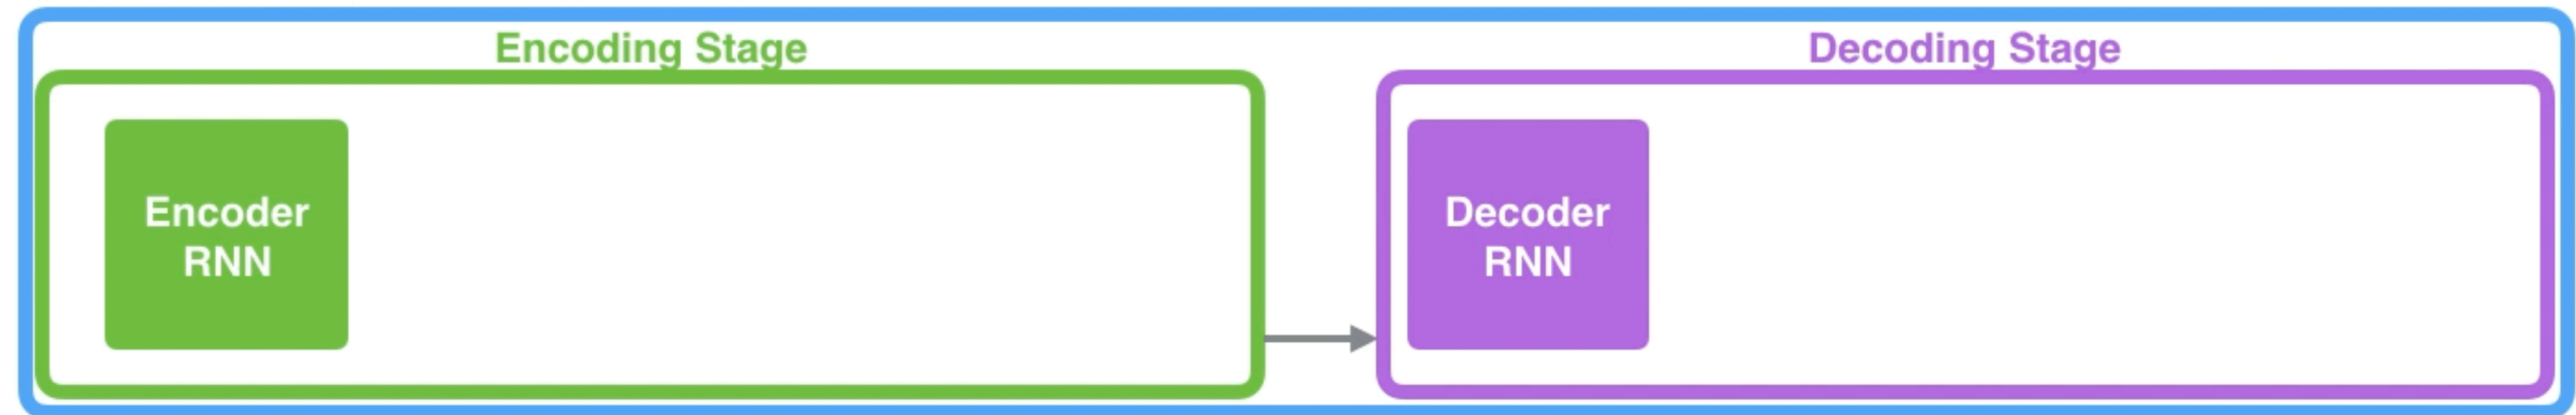 Encoding Stage
Decoding Stage
Encoder
RNN
Decoder
RNN